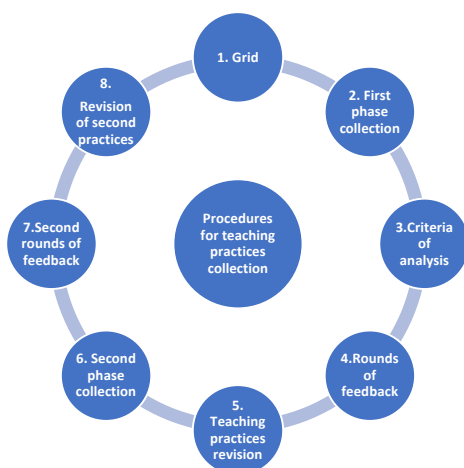 1. Grid
2. First
phase
collection
3.Criteria
of
analysis
4.Rounds
of
feedback
5.
Teaching
practices
revision
6. Second
phase
collection
7.Second
rounds of
feedback
8.
Revision
of second
practices
Procedures
for teaching
practices
collection